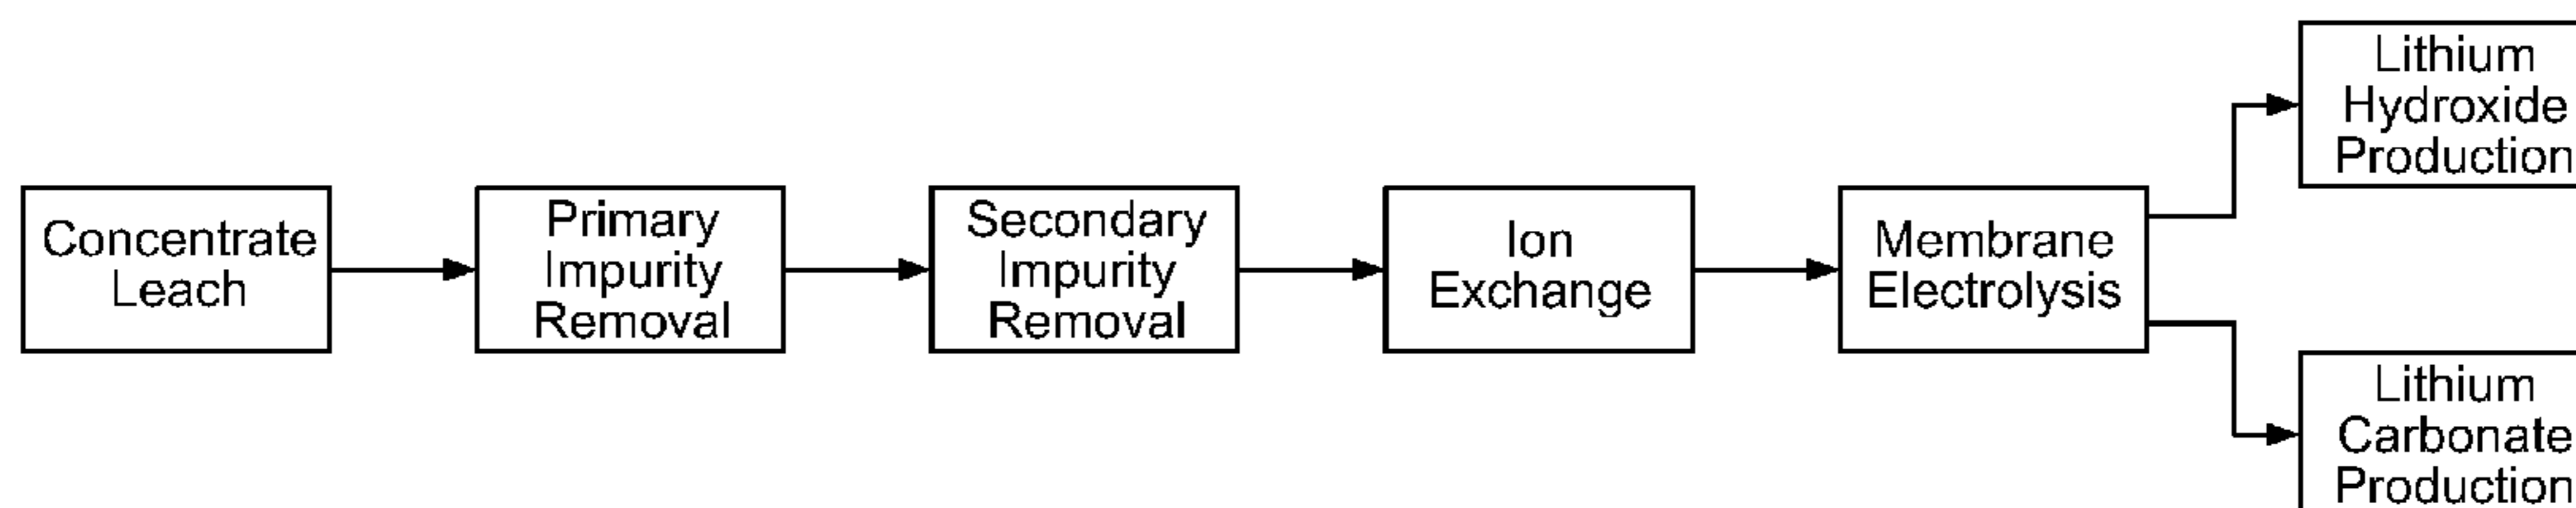 Concentrate
Leach
Primary
Impurity
Removal
Secondary
Impurity
Removal
Ion
Exchange
Membrane
Electrolysis
Lithium
Hydroxide
Production
Lithium
Carbonate
Production